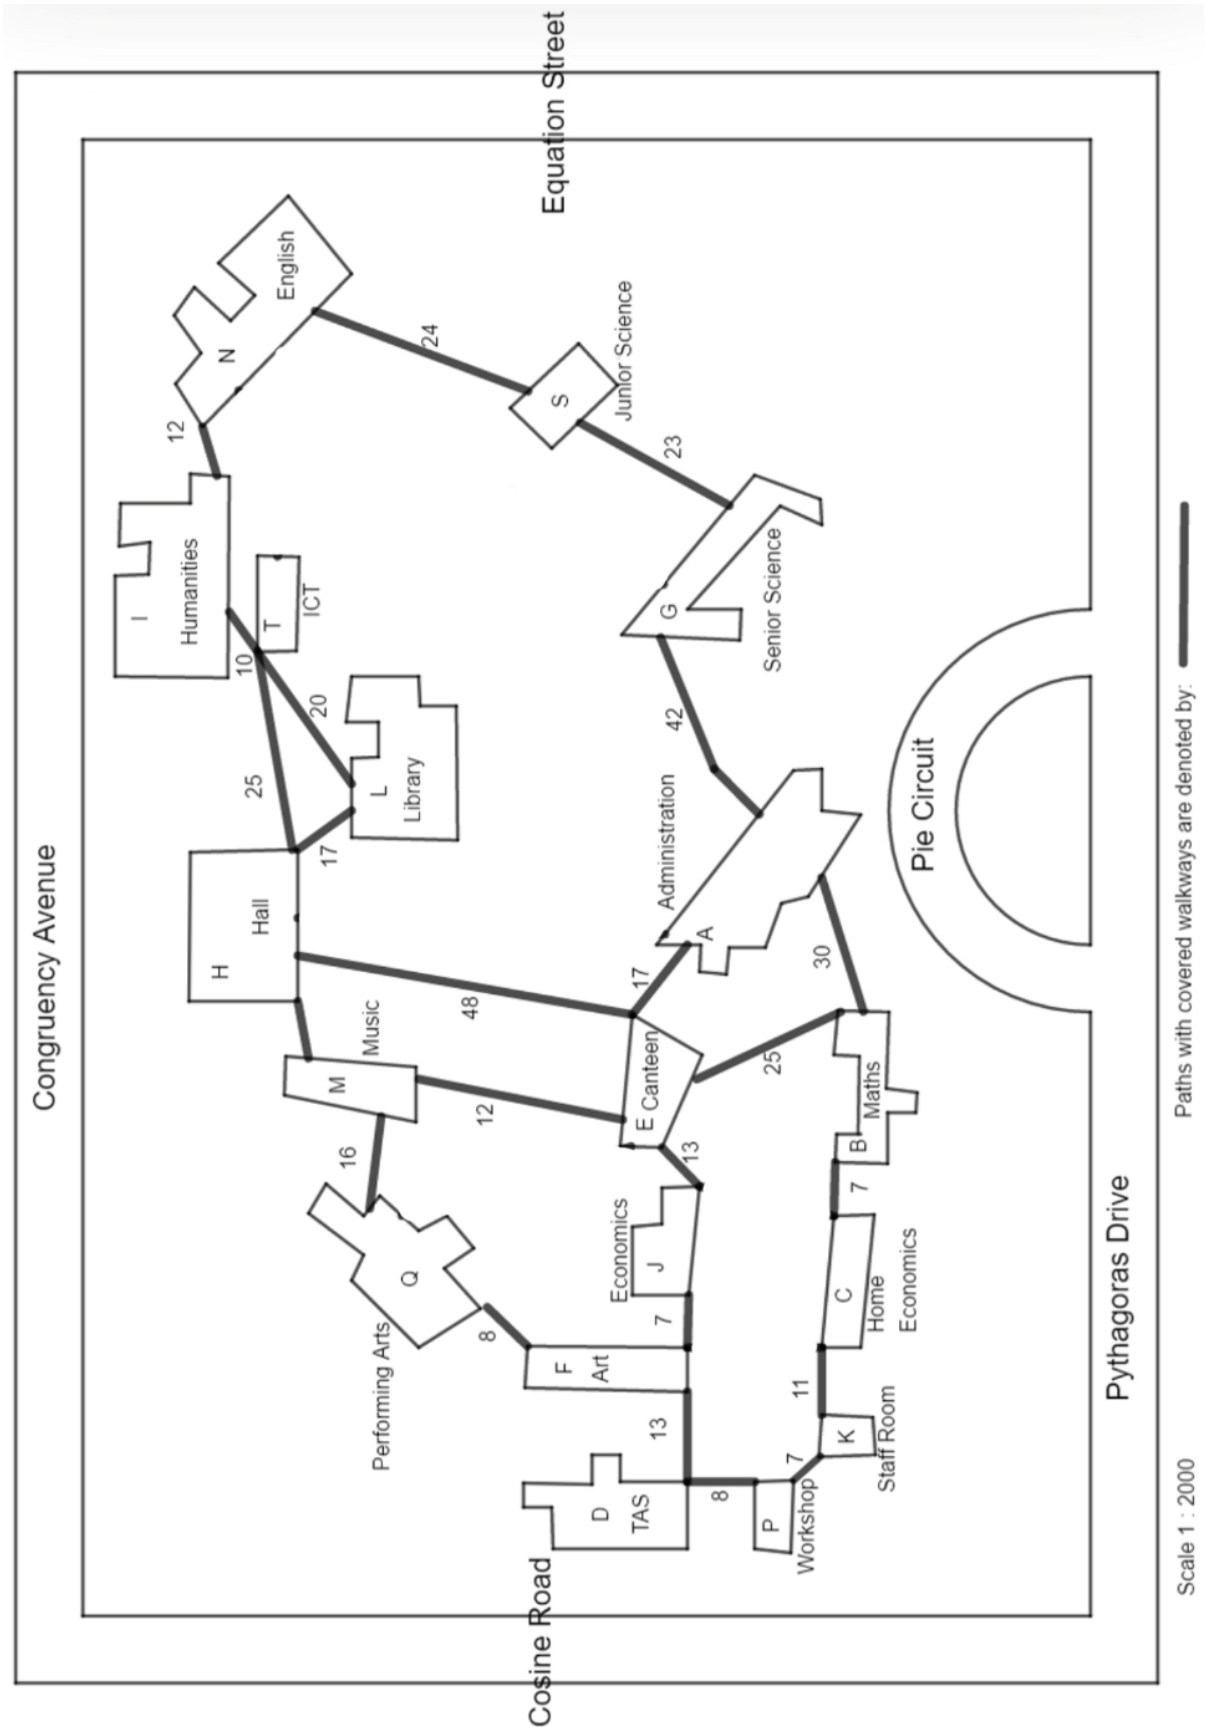 Congruency Avenue
Equation Street
Cosine Road
Pythagoras Drive
Pie Circuit
I
Humanities
12
N
English
24
S
Junior Science
23
G
Senior Science
42
T
ICT
10
20
25
L
Library
17
H
Hall
48
M
Music
12
16
Q
Performing Arts
8
F
Art
13
D
TAS
8
P
Workshop
7
K
Staff Room
11
C
Home
Economics
7
B
Maths
25
30
A
Administration
17
E
Canteen
13
J
Economics
7
Scale 1 : 2000
Paths with covered walkways are denoted by: